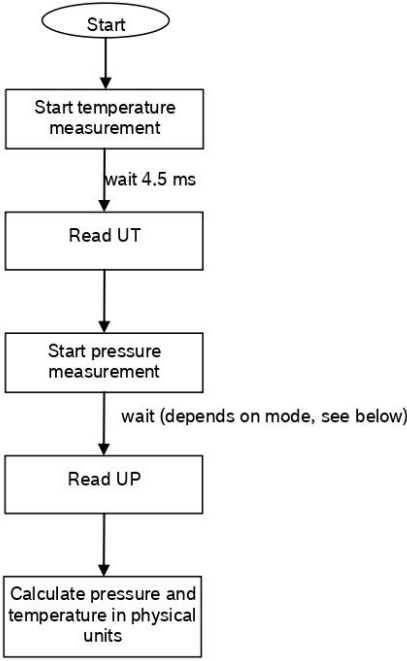 Start
Start temperature
measurement
wait 4.5 ms
Read UT
Start pressure
measurement
wait (depends on mode, see below)
Read UP
Calculate pressure and
temperature in physical
units